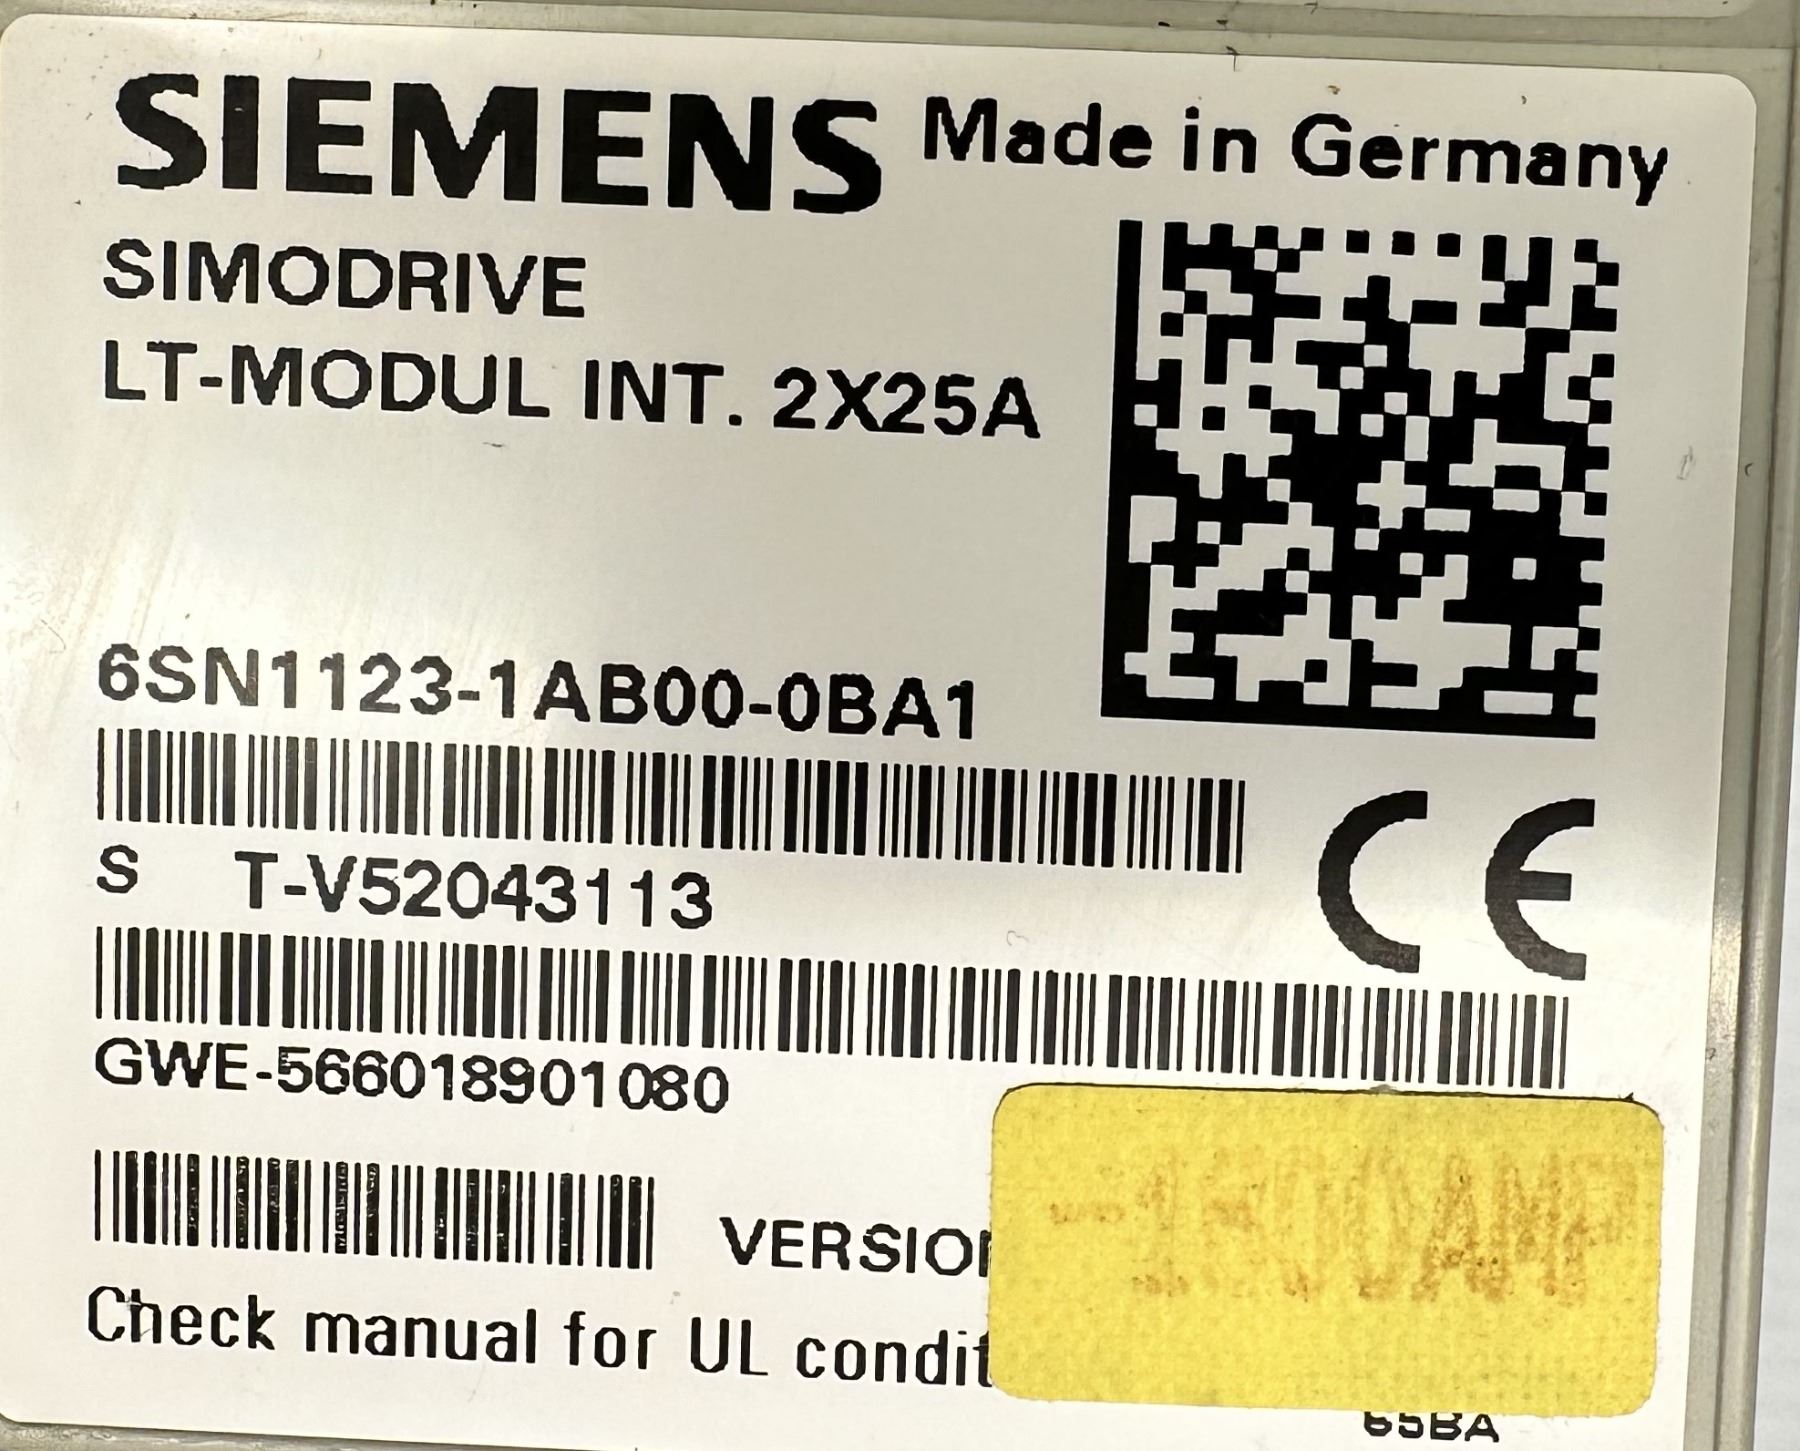 SIEMENS Made in Germany
SIMODRIVE
LT-MODUL INT. 2X25A
6SN1123-1AB00-0BA1
S T-V52043113
GWE-566018901080
VERSIO
Check manual for UL condit
65BA